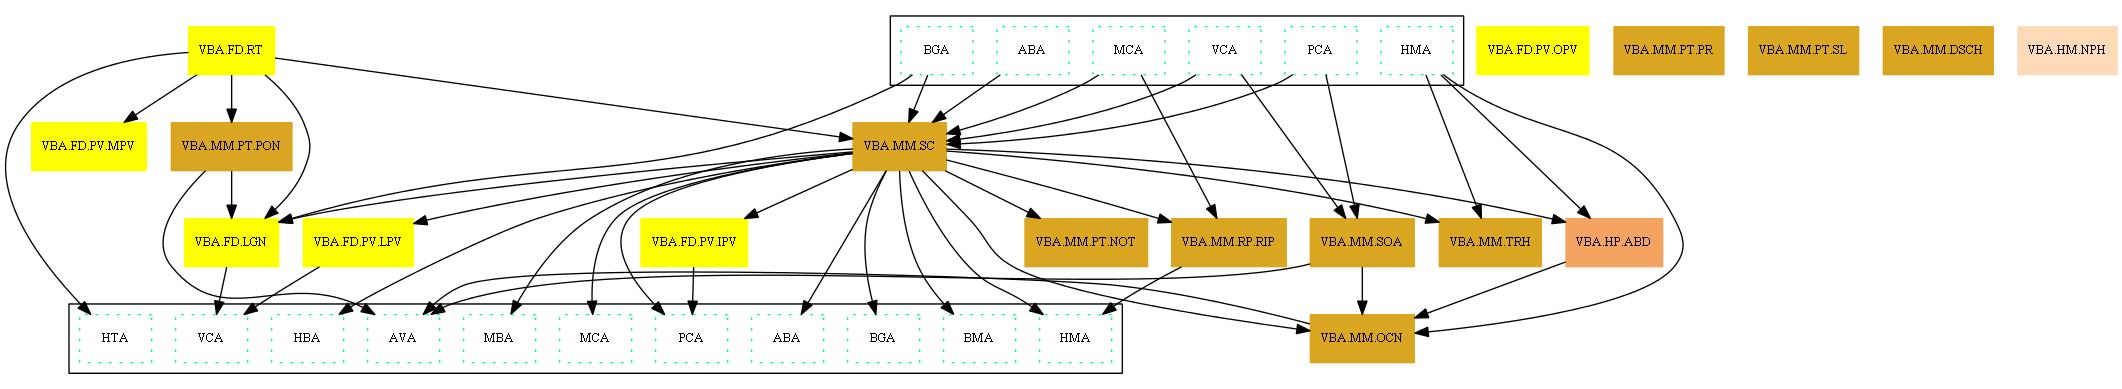 VBA.FD.RT
BGA
ABA
MCA
VCA
PCA
HMA
VBA.FD.PV.OPV
VBA.MM.PT.PR
VBA.MM.PT.SL
VBA.MM.DSCH
VBA.HM.NPH
VBA.FD.PV.MPV
VBA.MM.PT.PON
VBA.MM.SC
VBA.FD.LGN
VBA.FD.PV.LPV
VBA.FD.PV.IPV
VBA.MM.PT.NOT
VBA.MM.RP.RIP
VBA.MM.SOA
VBA.MM.TRH
VBA.HP.ABD
HTA
VCA
HBA
AVA
MBA
MCA
PCA
ABA
BGA
BMA
HMA
VBA.MM.OCN